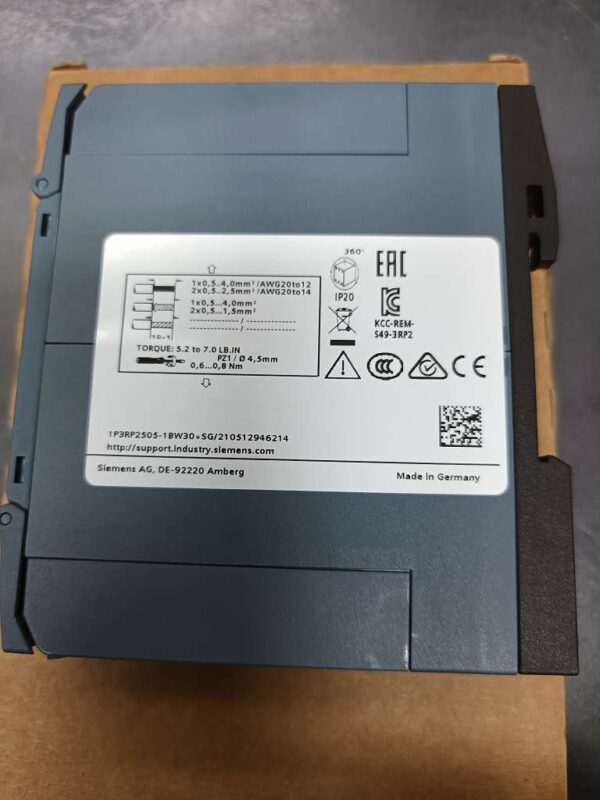 1x0,5..4,0mm²/AWG20to12
2x0,5..2,5mm²/AWG20to14
1x0,5..4,0mm²
2x0,5..1,5mm²
--------------- / ---------------
--------------- / ---------------
TORQUE: 5.2 to 7.0 LB.IN
PZ1 / Ø 4,5mm
0,6...0,8 Nm
360°
IP20
EAC
KCC-REM-
S49-3RP2
CCC
CE
1P3RP2505-1BW30+SG/210512946214
http://support.industry.siemens.com
Siemens AG, DE-92220 Amberg
Made in Germany